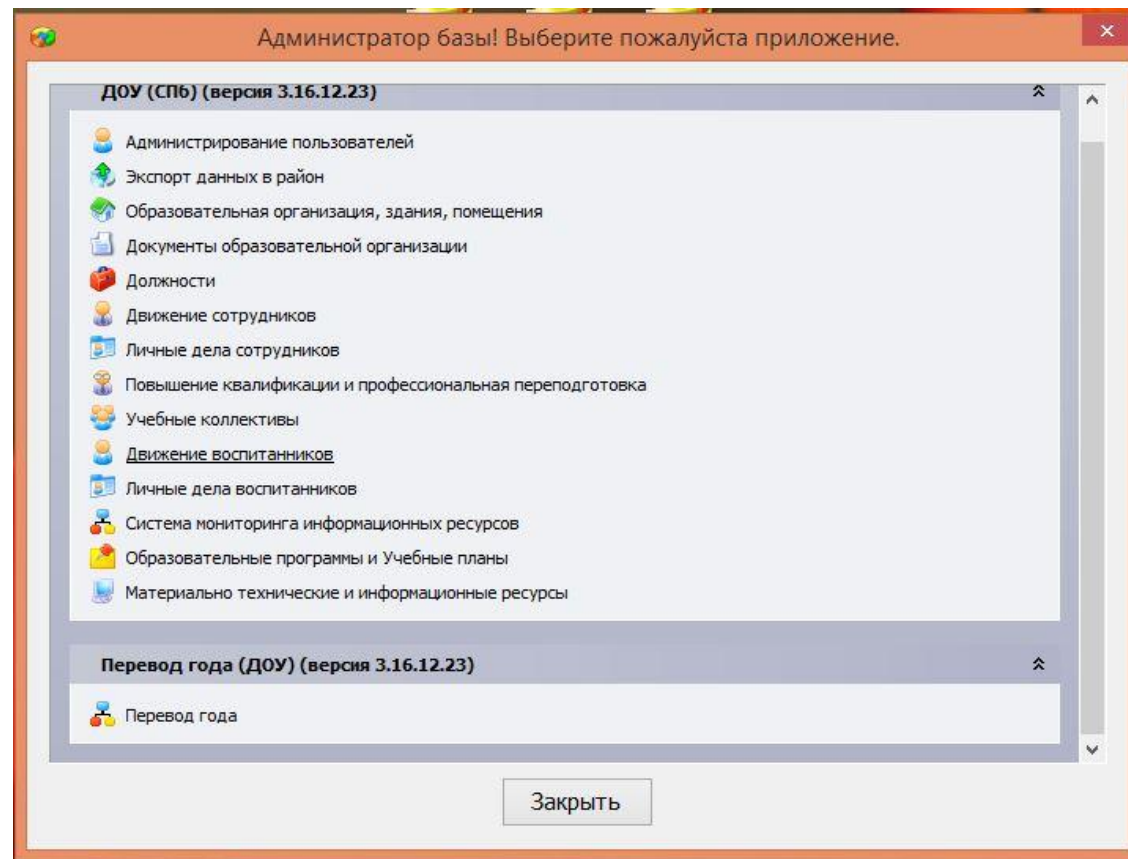 Администратор базы! Выберите пожалуйста приложение.
ДОУ (СПб) (версия 3.16.12.23)
Администрирование пользователей
Экспорт данных в район
Образовательная организация, здания, помещения
Документы образовательной организации
Должности
Движение сотрудников
Личные дела сотрудников
Повышение квалификации и профессиональная переподготовка
Учебные коллективы
Движение воспитанников
Личные дела воспитанников
Система мониторинга информационных ресурсов
Образовательные программы и Учебные планы
Материально технические и информационные ресурсы
Перевод года (ДОУ) (версия 3.16.12.23)
Перевод года
Закрыть